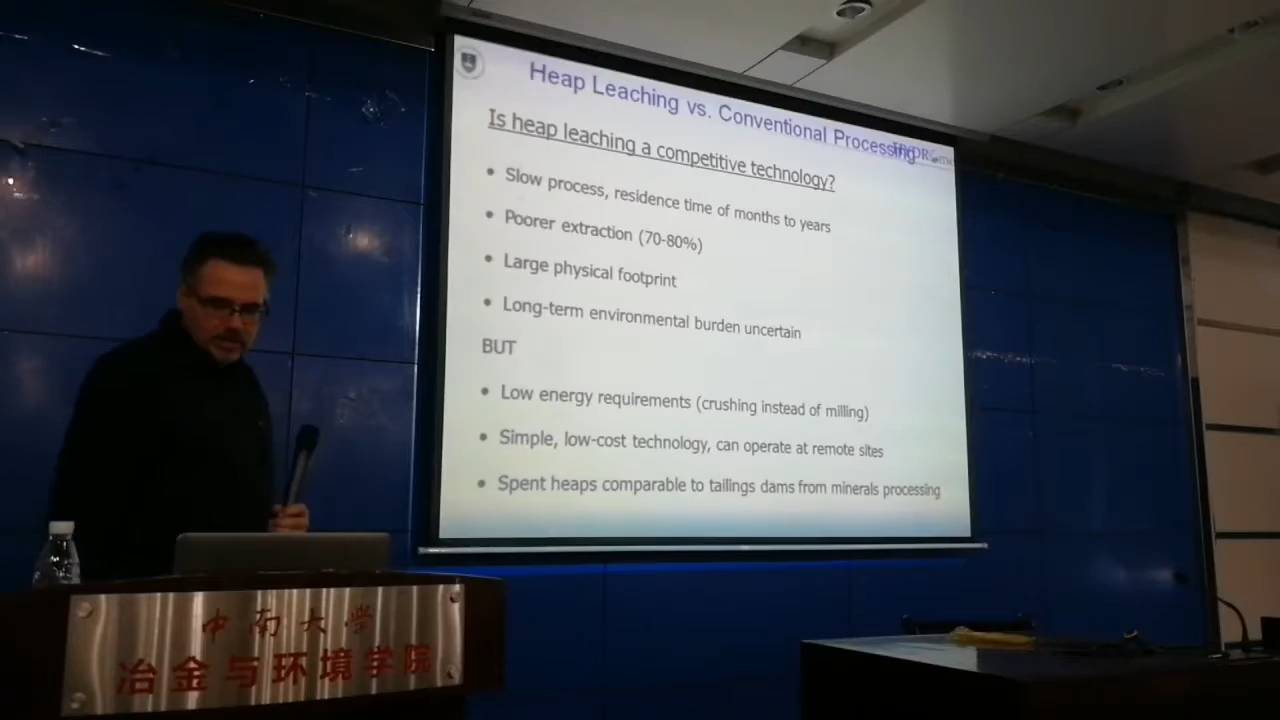 Heap Leaching vs. Conventional Processing
Is heap leaching a competitive technology?
• Slow process, residence time of months to years
• Poorer extraction (70-80%)
• Large physical footprint
• Long-term environmental burden uncertain
BUT
• Low energy requirements (crushing instead of milling)
• Simple, low-cost technology, can operate at remote sites
• Spent heaps comparable to tailings dams from minerals processing
中南大学
冶金与环境学院